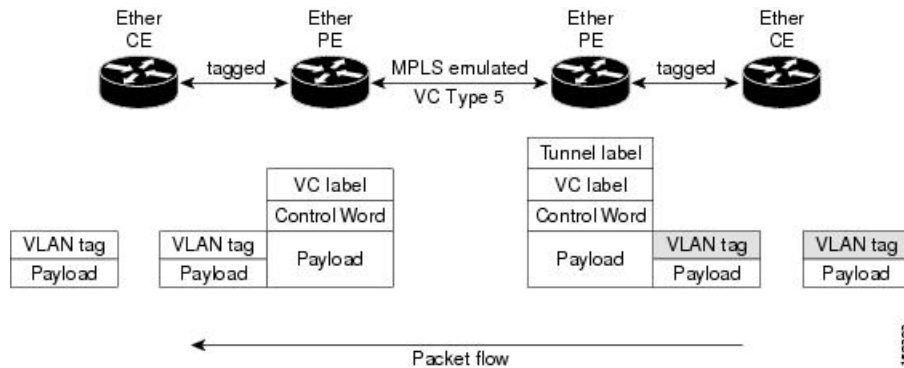 Ether CE
Ether PE
Ether PE
Ether CE
tagged
MPLS emulated
VC Type 5
tagged
Tunnel label
VC label
VC label
Control Word
Control Word
VLAN tag
VLAN tag
Payload
Payload
VLAN tag
VLAN tag
Payload
Payload
Payload
Payload
Packet flow